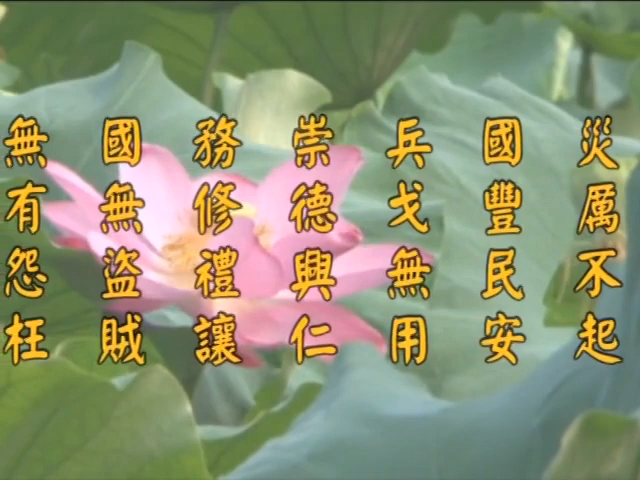 災厲不起
國豐民安
兵戈無用
崇德興仁
務修禮讓
國無盜賊
無有怨枉